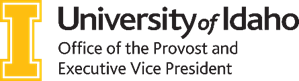 I University of Idaho
Office of the Provost and
Executive Vice President